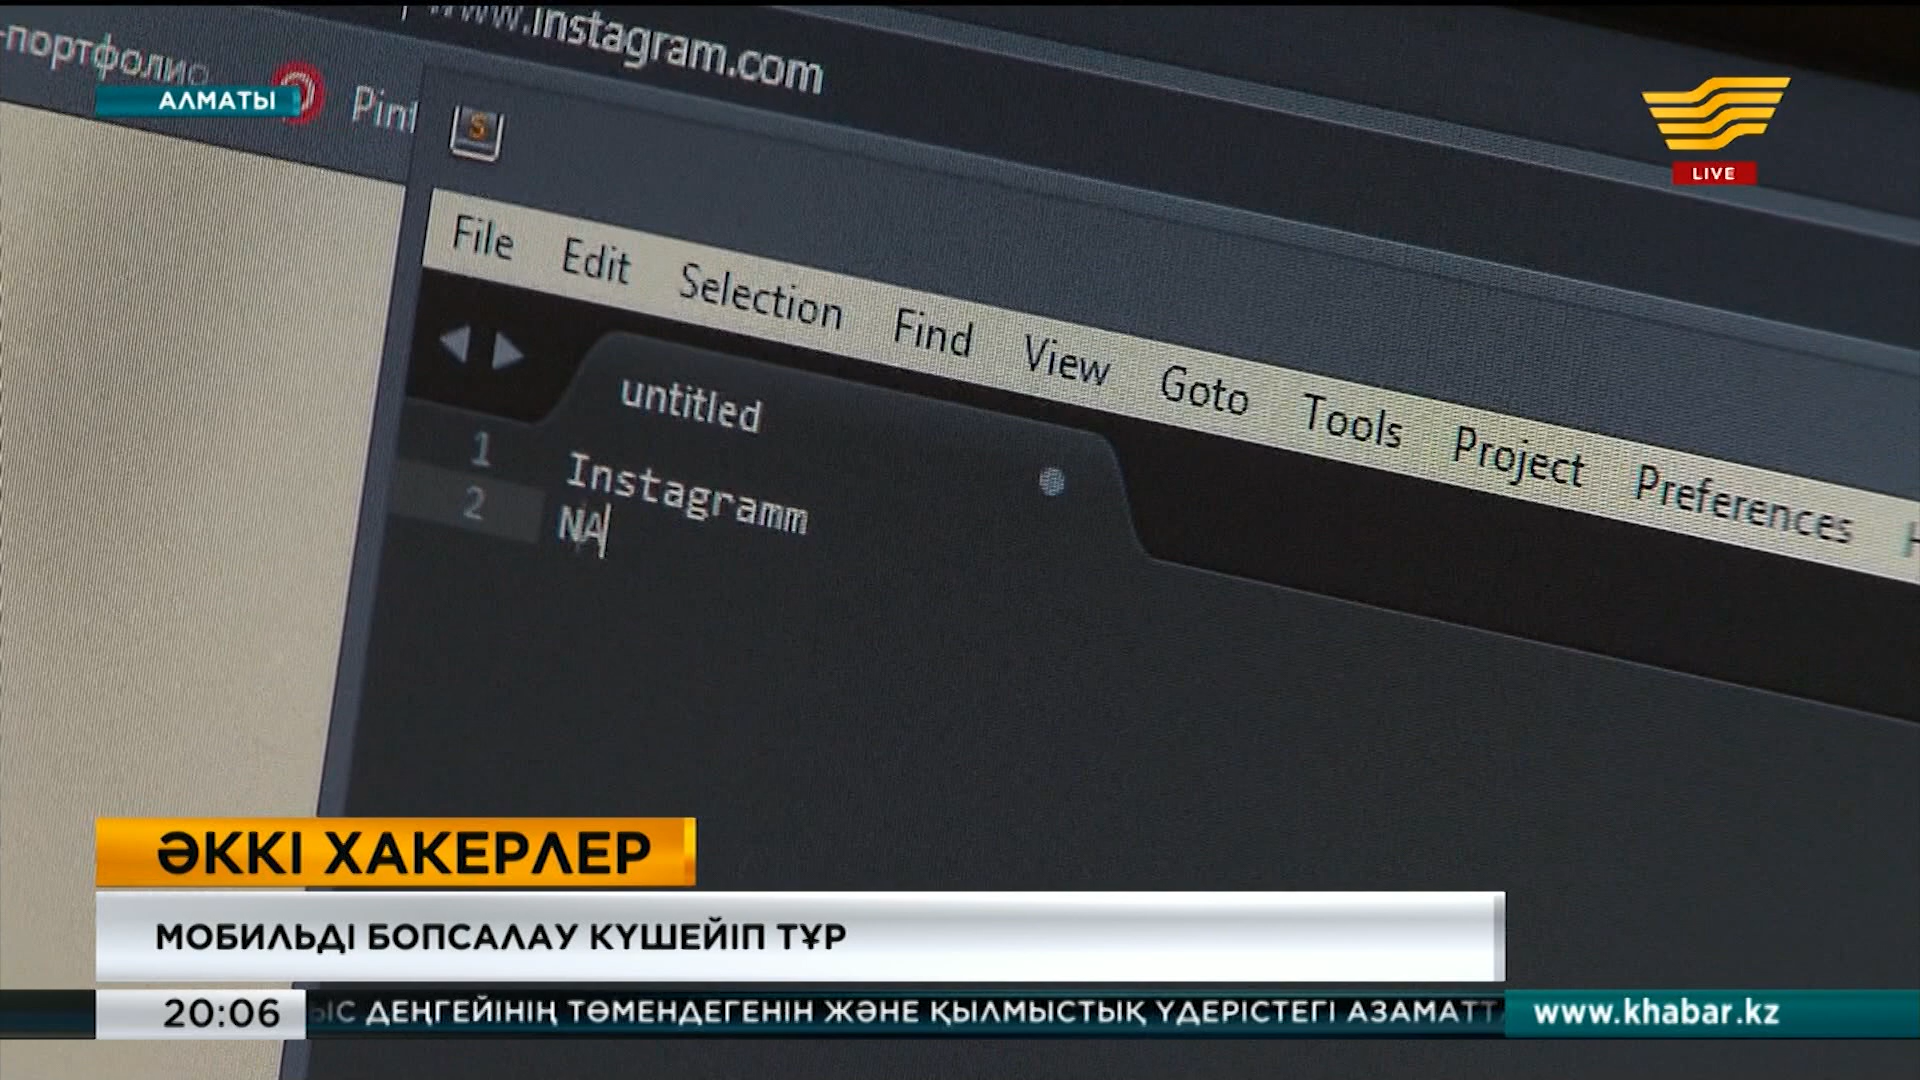 www.instagram.com
-портфолио
АЛМАТЫ
LIVE
S
File Edit Selection Find View Goto Tools Project Preferences
untitled
1 Instagramm
2 NA
ӘККІ ХАКЕРЛЕР
МОБИЛЬДІ БОПСАЛАУ КҮШЕЙІП ТҰР
20:06
ДЕҢГЕЙІНІҢ ТӨМЕНДЕГЕНІН ЖӘНЕ ҚЫЛМЫСТЫҚ ҮДЕРІСТЕГІ
www.khabar.kz